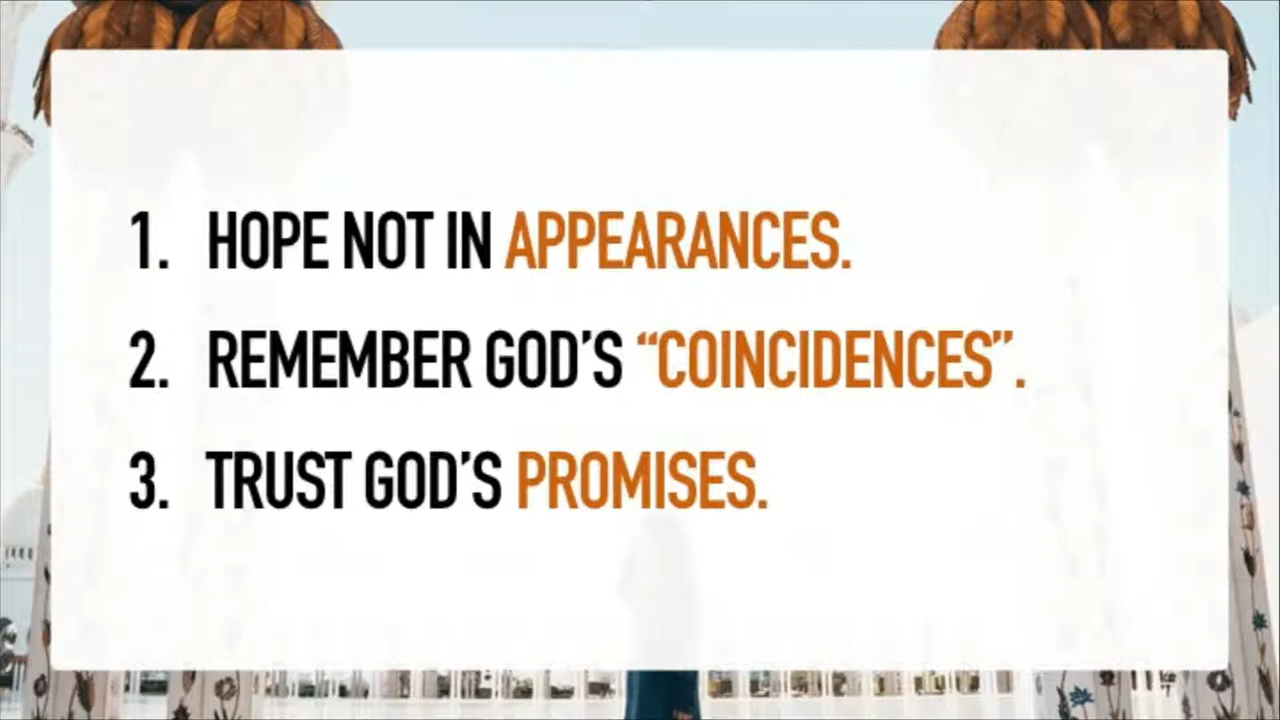 1. HOPE NOT IN APPEARANCES.
2. REMEMBER GOD’S “COINCIDENCES”.
3. TRUST GOD’S PROMISES.